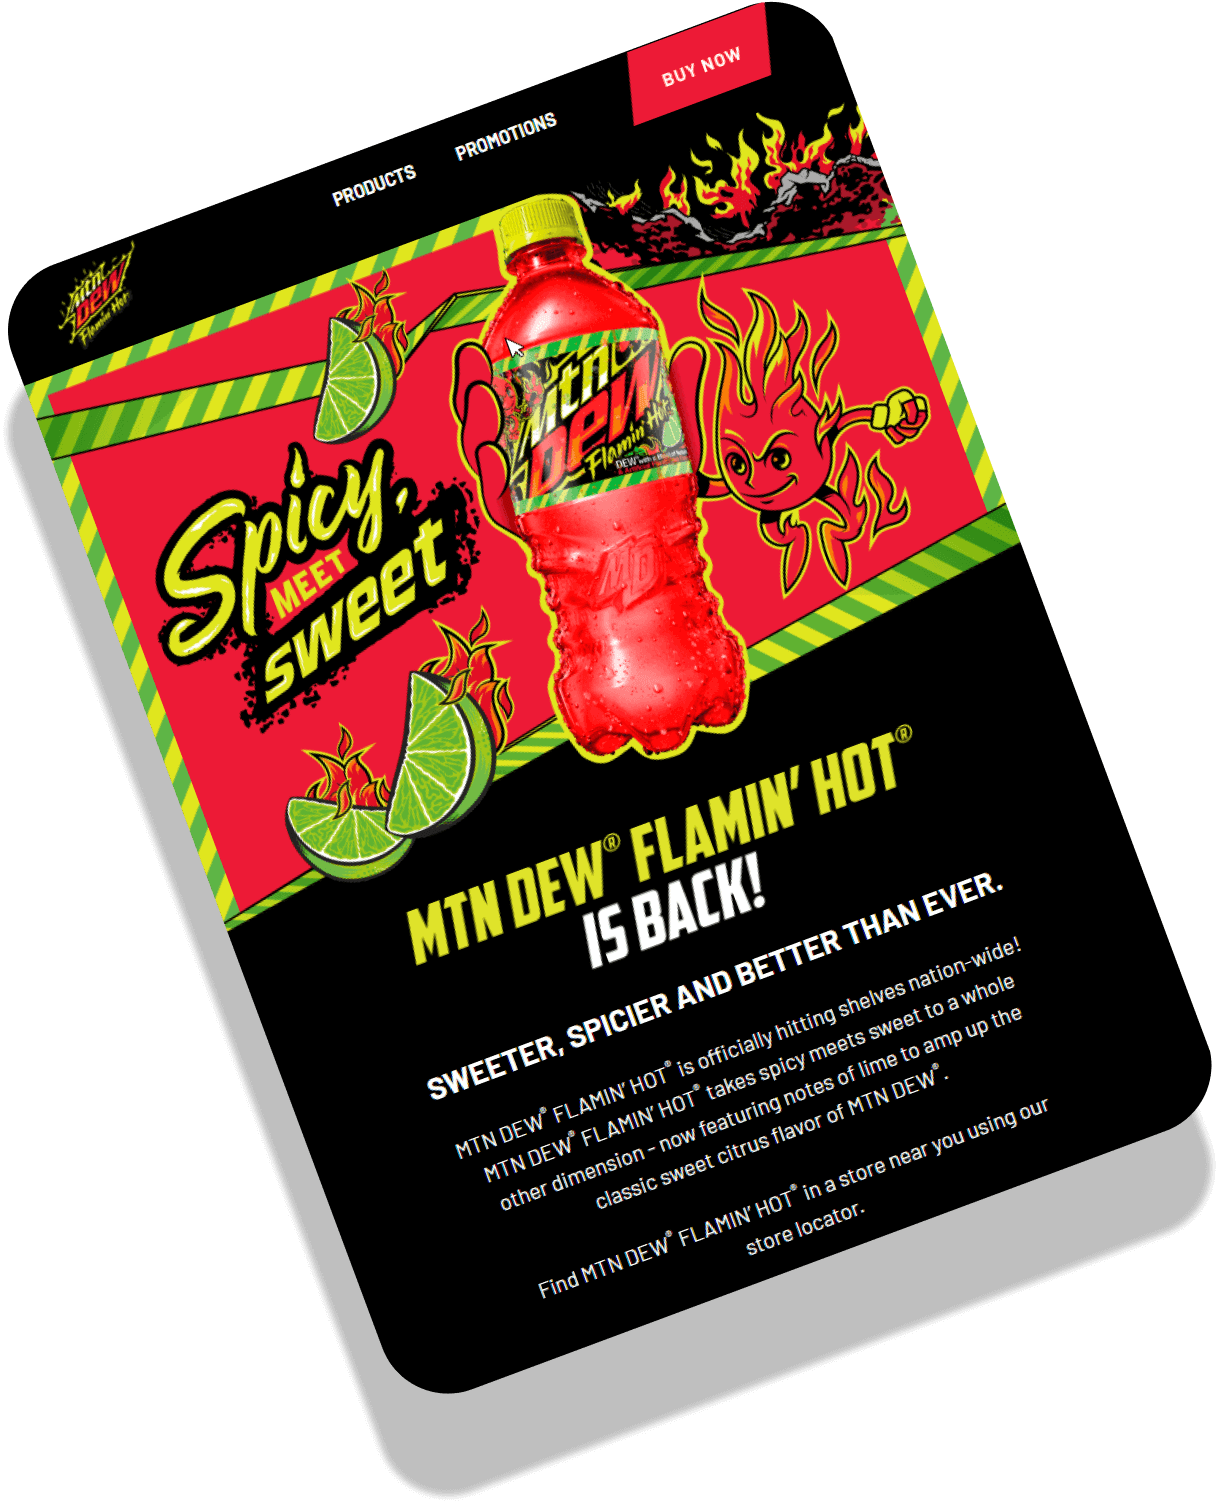 PRODUCTS
PROMOTIONS
BUY NOW
Mtn
DEW
Flamin' Hot
Spicy,
MEET
sweet
Mtn
DEW
Flamin' Hot
MD
MTN DEW® FLAMIN' HOT®
IS BACK!
SWEETER, SPICIER AND BETTER THAN EVER.
MTN DEW® FLAMIN' HOT® is officially hitting shelves nation-wide!
MTN DEW® FLAMIN' HOT® takes spicy meets sweet to a whole
other dimension - now featuring notes of lime to amp up the
classic sweet citrus flavor of MTN DEW®.
Find MTN DEW® FLAMIN' HOT® in a store near you using our
store locator.